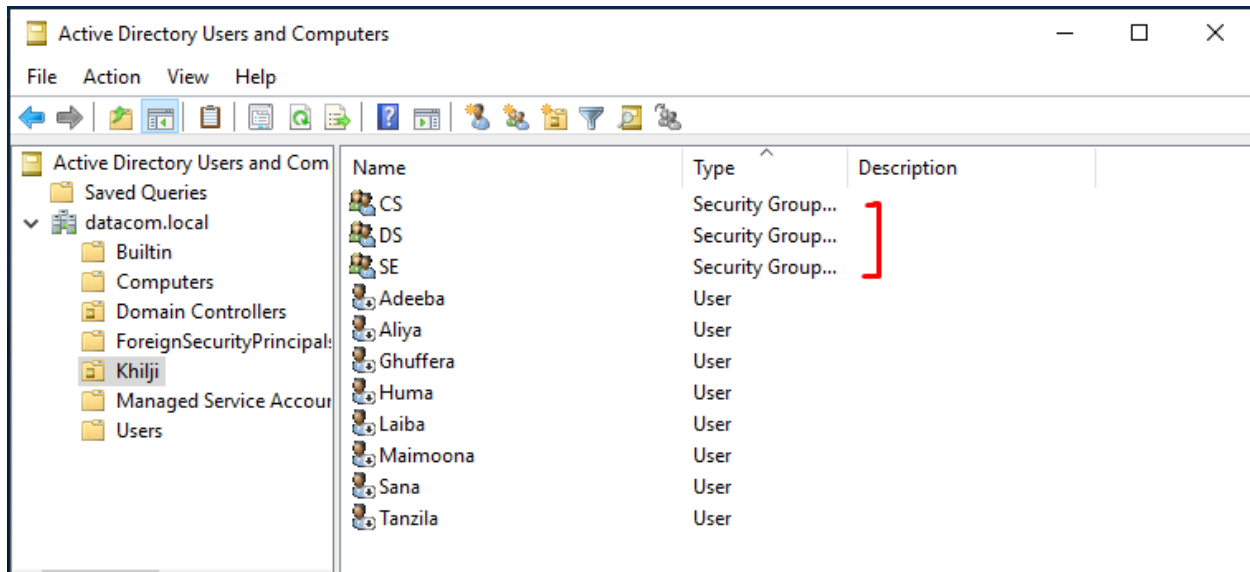 Active Directory Users and Computers
File Action View Help
Active Directory Users and Com
Saved Queries
datacom.local
Builtin
Computers
Domain Controllers
ForeignSecurityPrincipals
Khilji
Managed Service Accour
Users
Name Type Description
CS Security Group...
DS Security Group...
SE Security Group...
Adeeba User
Aliya User
Ghuffera User
Huma User
Laiba User
Maimoona User
Sana User
Tanzila User